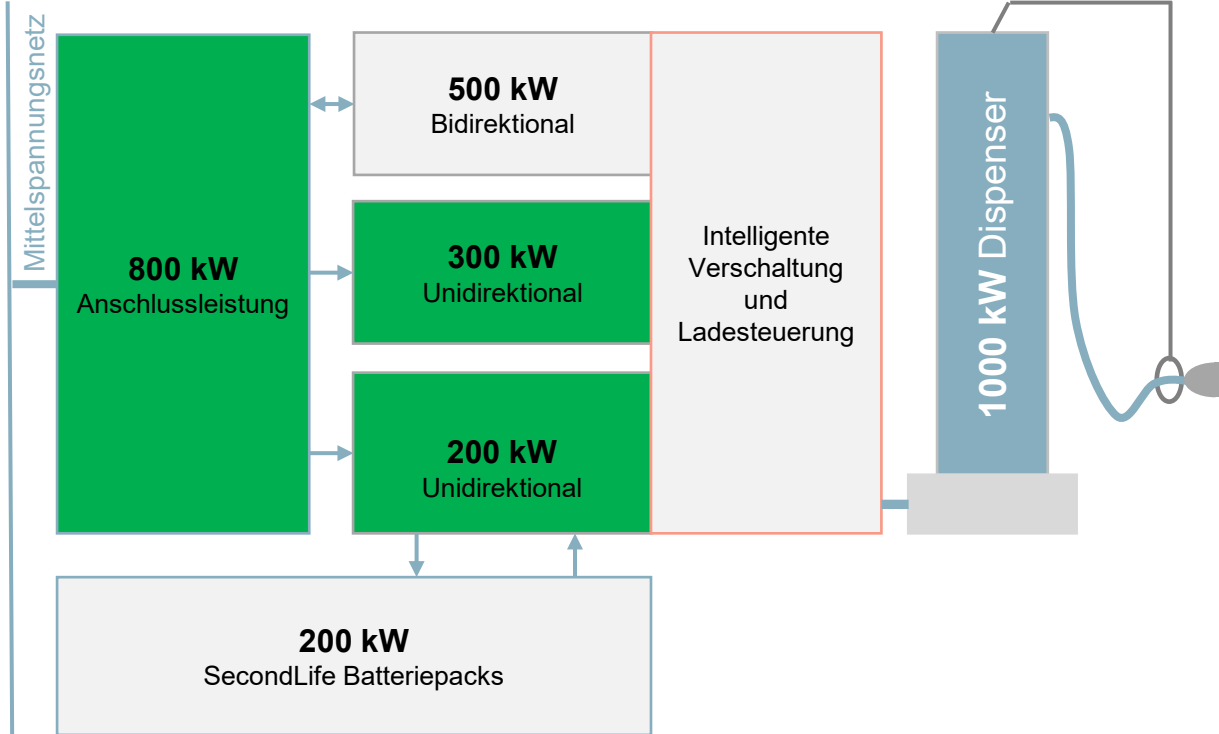 Mittelspannungsnetz
800 kW
Anschlussleistung
500 kW
Bidirektional
300 kW
Unidirektional
200 kW
Unidirektional
200 kW
SecondLife Batteriepacks
Intelligente
Verschaltung
und
Ladesteuerung
1000 kW Dispenser